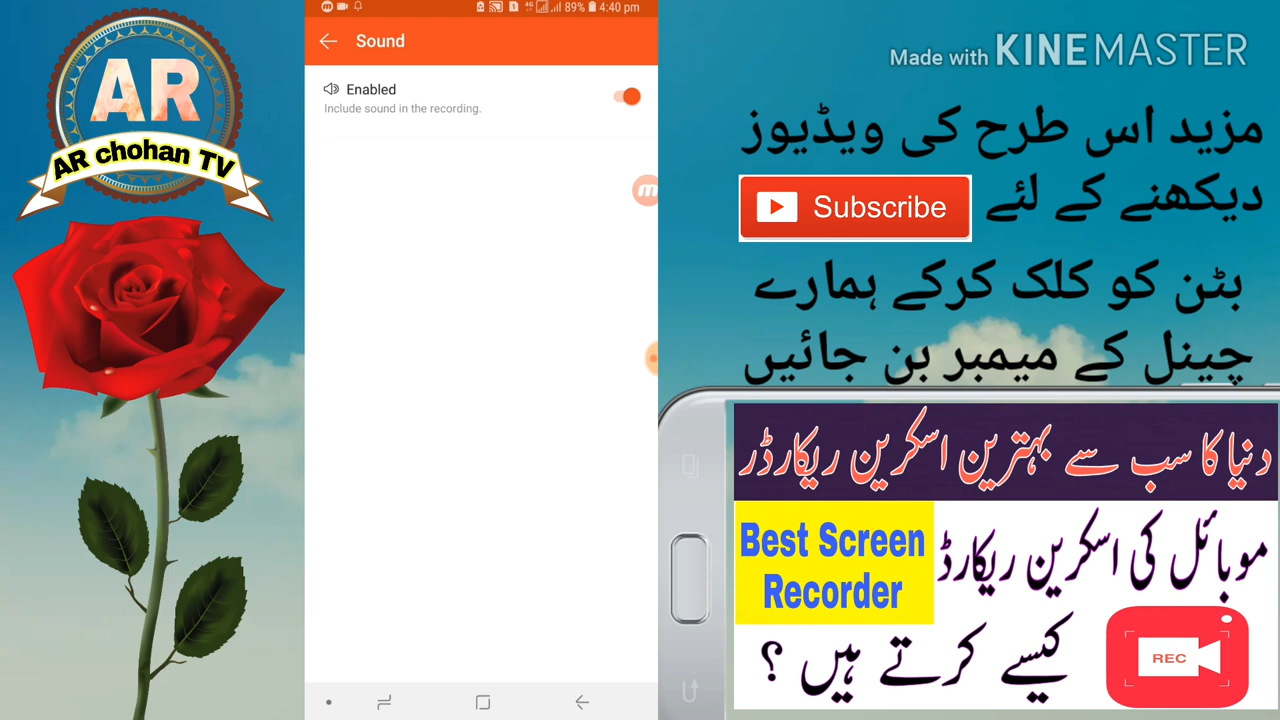 AR
AR chohan TV
4G 89% 4:40 pm
Sound
Enabled
Include sound in the recording.
m
Made with KINEMASTER
مزید اس طرح کی ویڈیوز
دیکھنے کے لئے Subscribe
بٹن کو کلک کرکے ہمارے
چینل کے میمبر بن جائیں
دنیا کا سب سے بہترین اسکرین ریکارڈر
موبائل کی اسکرین ریکارڈ
Best Screen
Recorder
کیسے کرتے ہیں ؟
REC